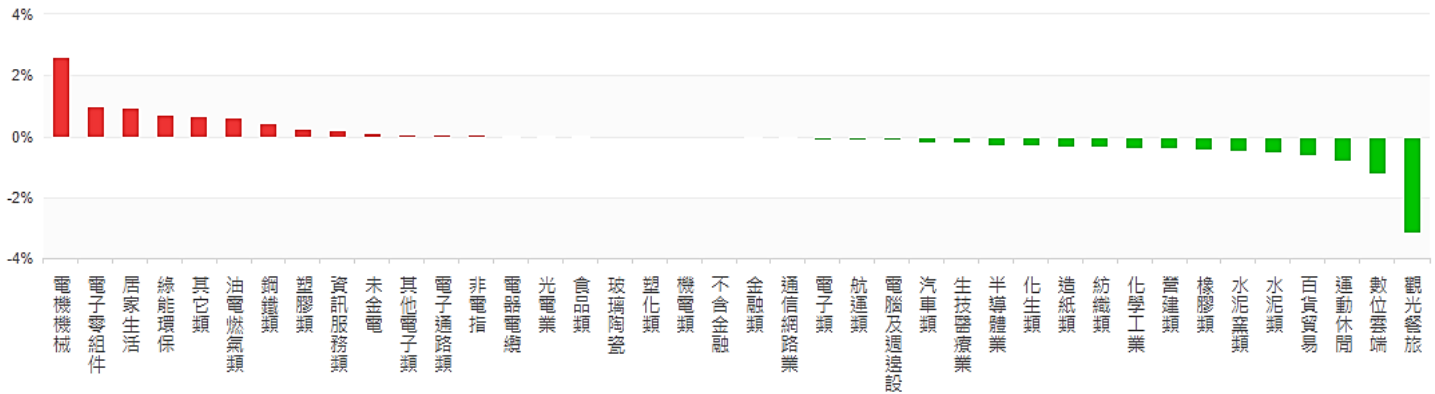 4%
2%
0%
-2%
-4%
電機機械
電子零組件
居家生活
綠能環保
其它類
油電燃氣類
鋼鐵類
塑膠類
資訊服務類
未金電
其他電子類
電子通路類
非電指
電器電纜
光電業
食品類
玻璃陶瓷
塑化類
機電類
不含金融
金融類
通信網路業
電子類
航運類
電腦及週邊設
汽車類
生技醫療業
半導體業
化生類
造紙類
紡織類
化學工業
營建類
橡膠類
水泥窯類
水泥類
百貨貿易
運動休閒
數位雲端
觀光餐旅